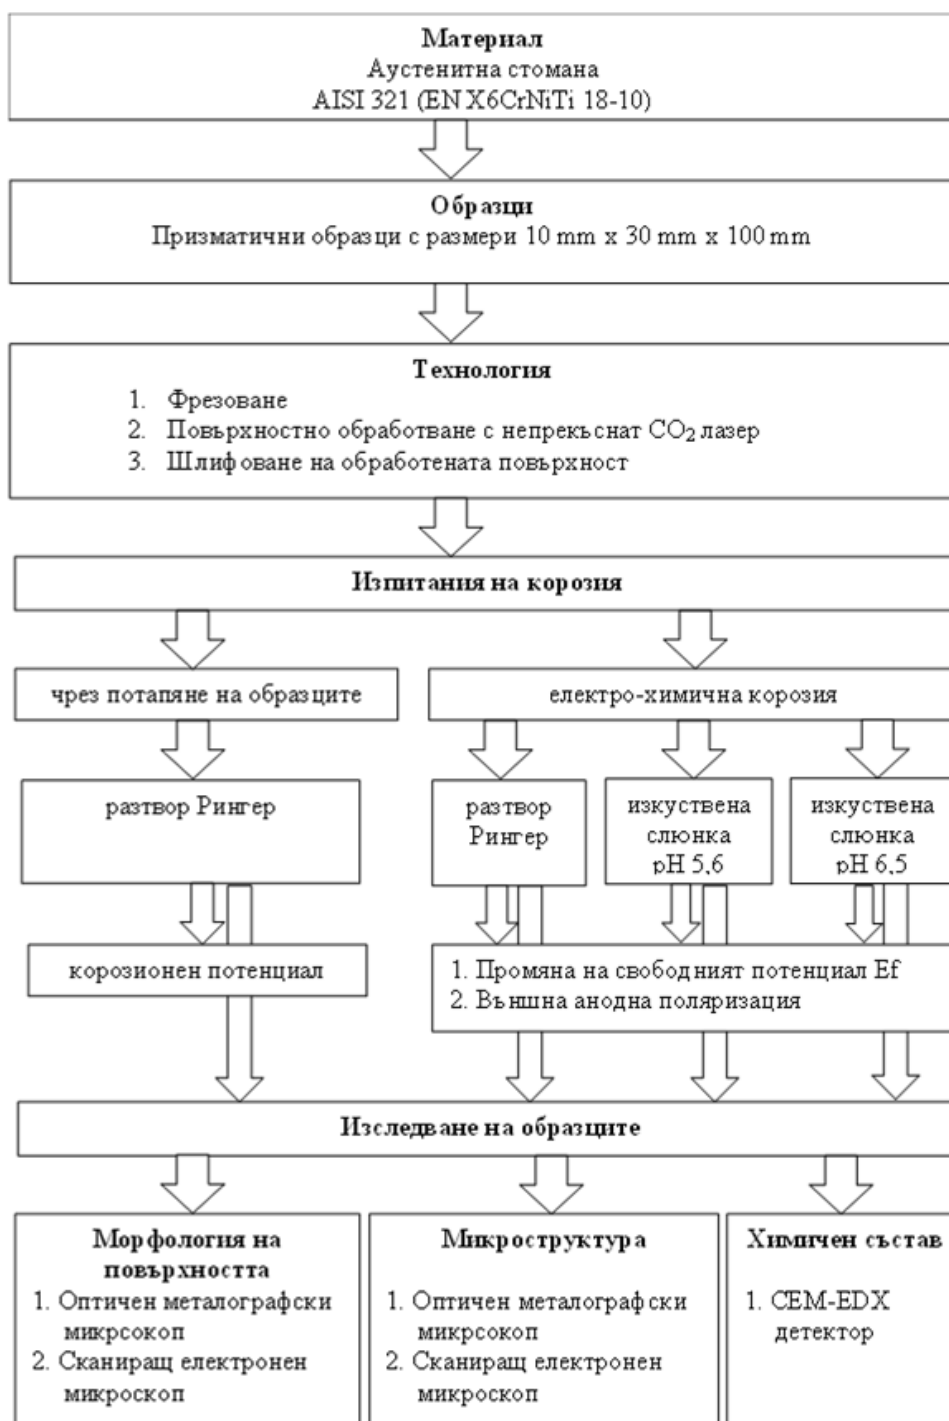 Материал
Аустенитна стомана
AISI 321 (EN X6CrNiTi 18-10)
Образци
Призматични образци с размери 10 mm x 30 mm x 100 mm
Технология
1. Фрезоване
2. Повърхностно обработване с непрекъснат CO2 лазер
3. Шлифоване на обработената повърхност
Изпитания на корозия
чрез потапяне на образците
електро-химична корозия
разтвор Рингер
разтвор
Рингер
изкуствена
слюнка
pH 5,6
изкуствена
слюнка
pH 6,5
корозионен потенциал
1. Промяна на свободният потенциал Ef
2. Външна анодна поляризация
Изследване на образците
Морфология на
повърхността
1. Оптичен металографски
микрсокоп
2. Сканиращ електронен
микроскоп
Микроструктура
1. Оптичен металографски
микрсокоп
2. Сканиращ електронен
микроскоп
Химичен състав
1. СЕМ-EDX
детектор